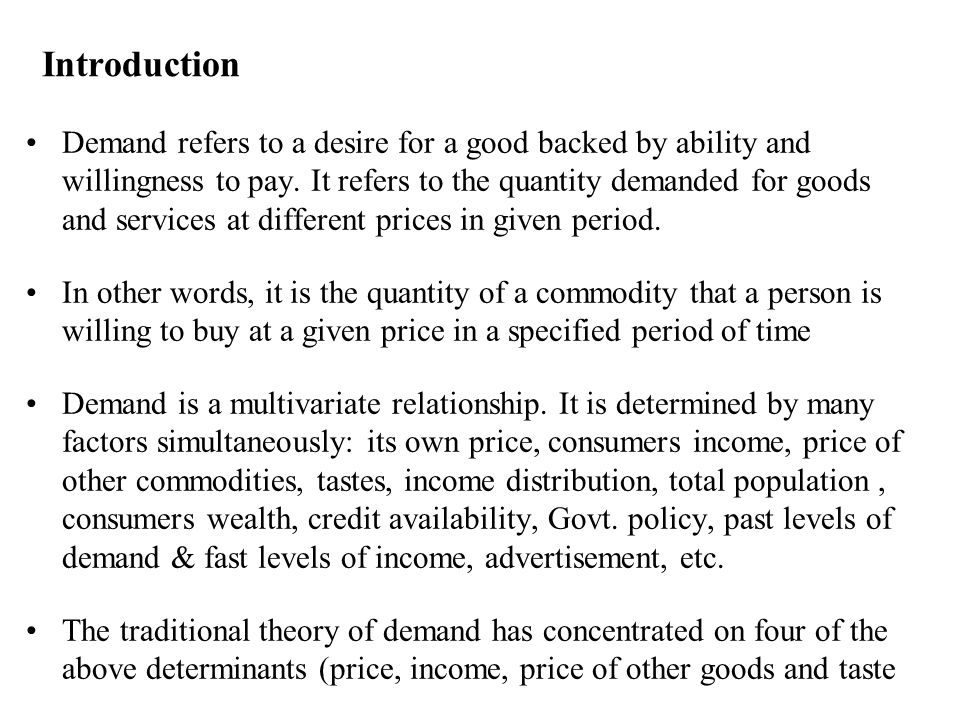 Introduction
• Demand refers to a desire for a good backed by ability and
willingness to pay. It refers to the quantity demanded for goods
and services at different prices in given period.
• In other words, it is the quantity of a commodity that a person is
willing to buy at a given price in a specified period of time
• Demand is a multivariate relationship. It is determined by many
factors simultaneously: its own price, consumers income, price of
other commodities, tastes, income distribution, total population ,
consumers wealth, credit availability, Govt. policy, past levels of
demand & fast levels of income, advertisement, etc.
• The traditional theory of demand has concentrated on four of the
above determinants (price, income, price of other goods and taste